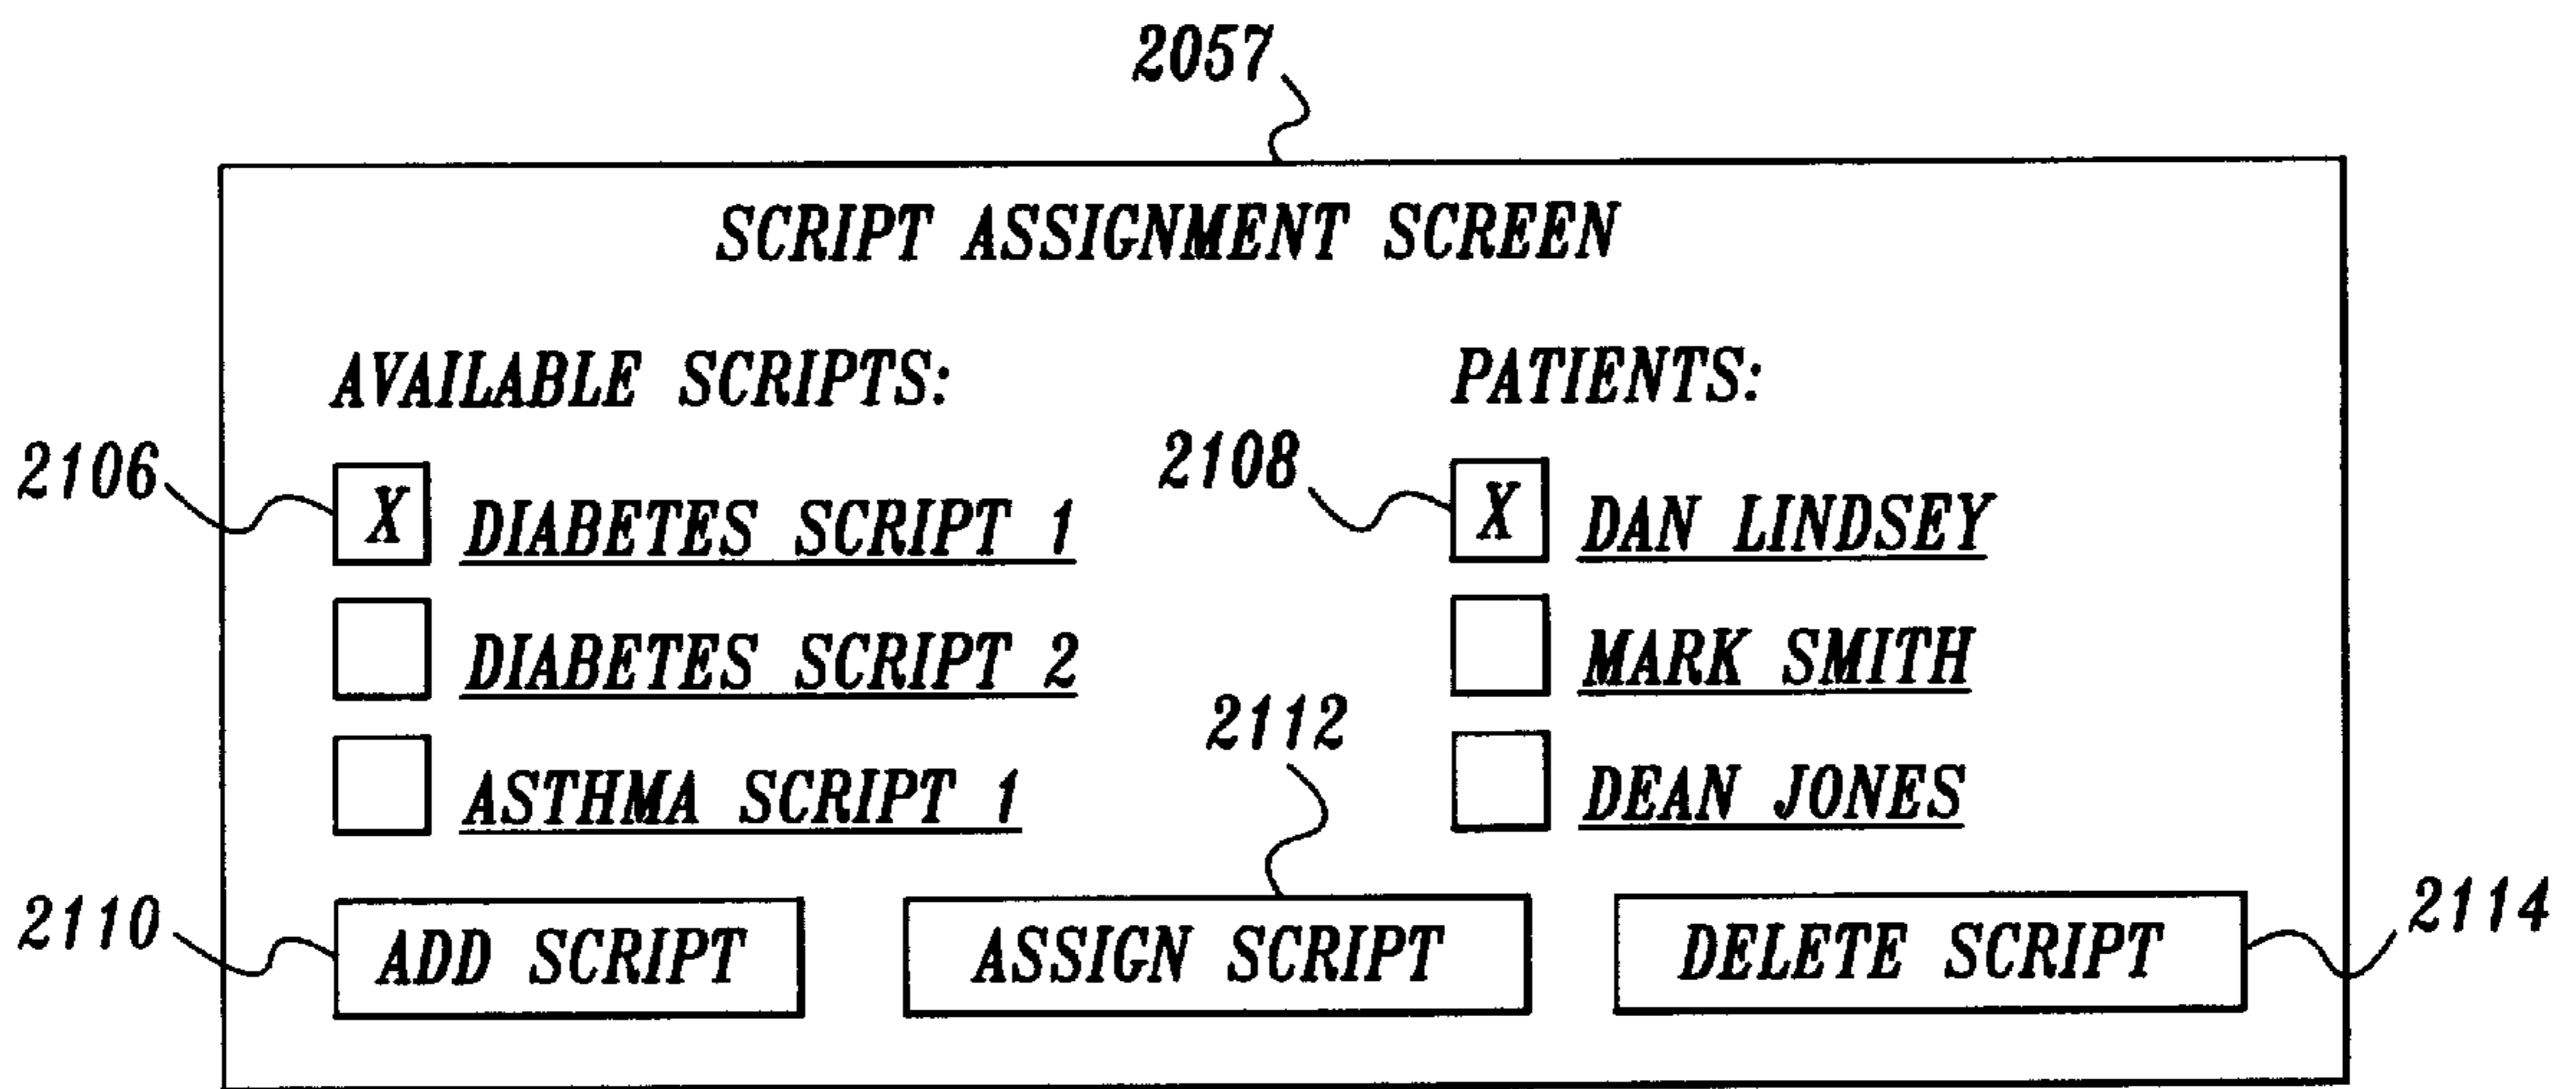 2057
SCRIPT ASSIGNMENT SCREEN
AVAILABLE SCRIPTS: PATIENTS:
2106 X DIABETES SCRIPT 1 2108 X DAN LINDSEY
DIABETES SCRIPT 2 MARK SMITH
2112
ASTHMA SCRIPT 1 DEAN JONES
2110 ADD SCRIPT ASSIGN SCRIPT DELETE SCRIPT 2114